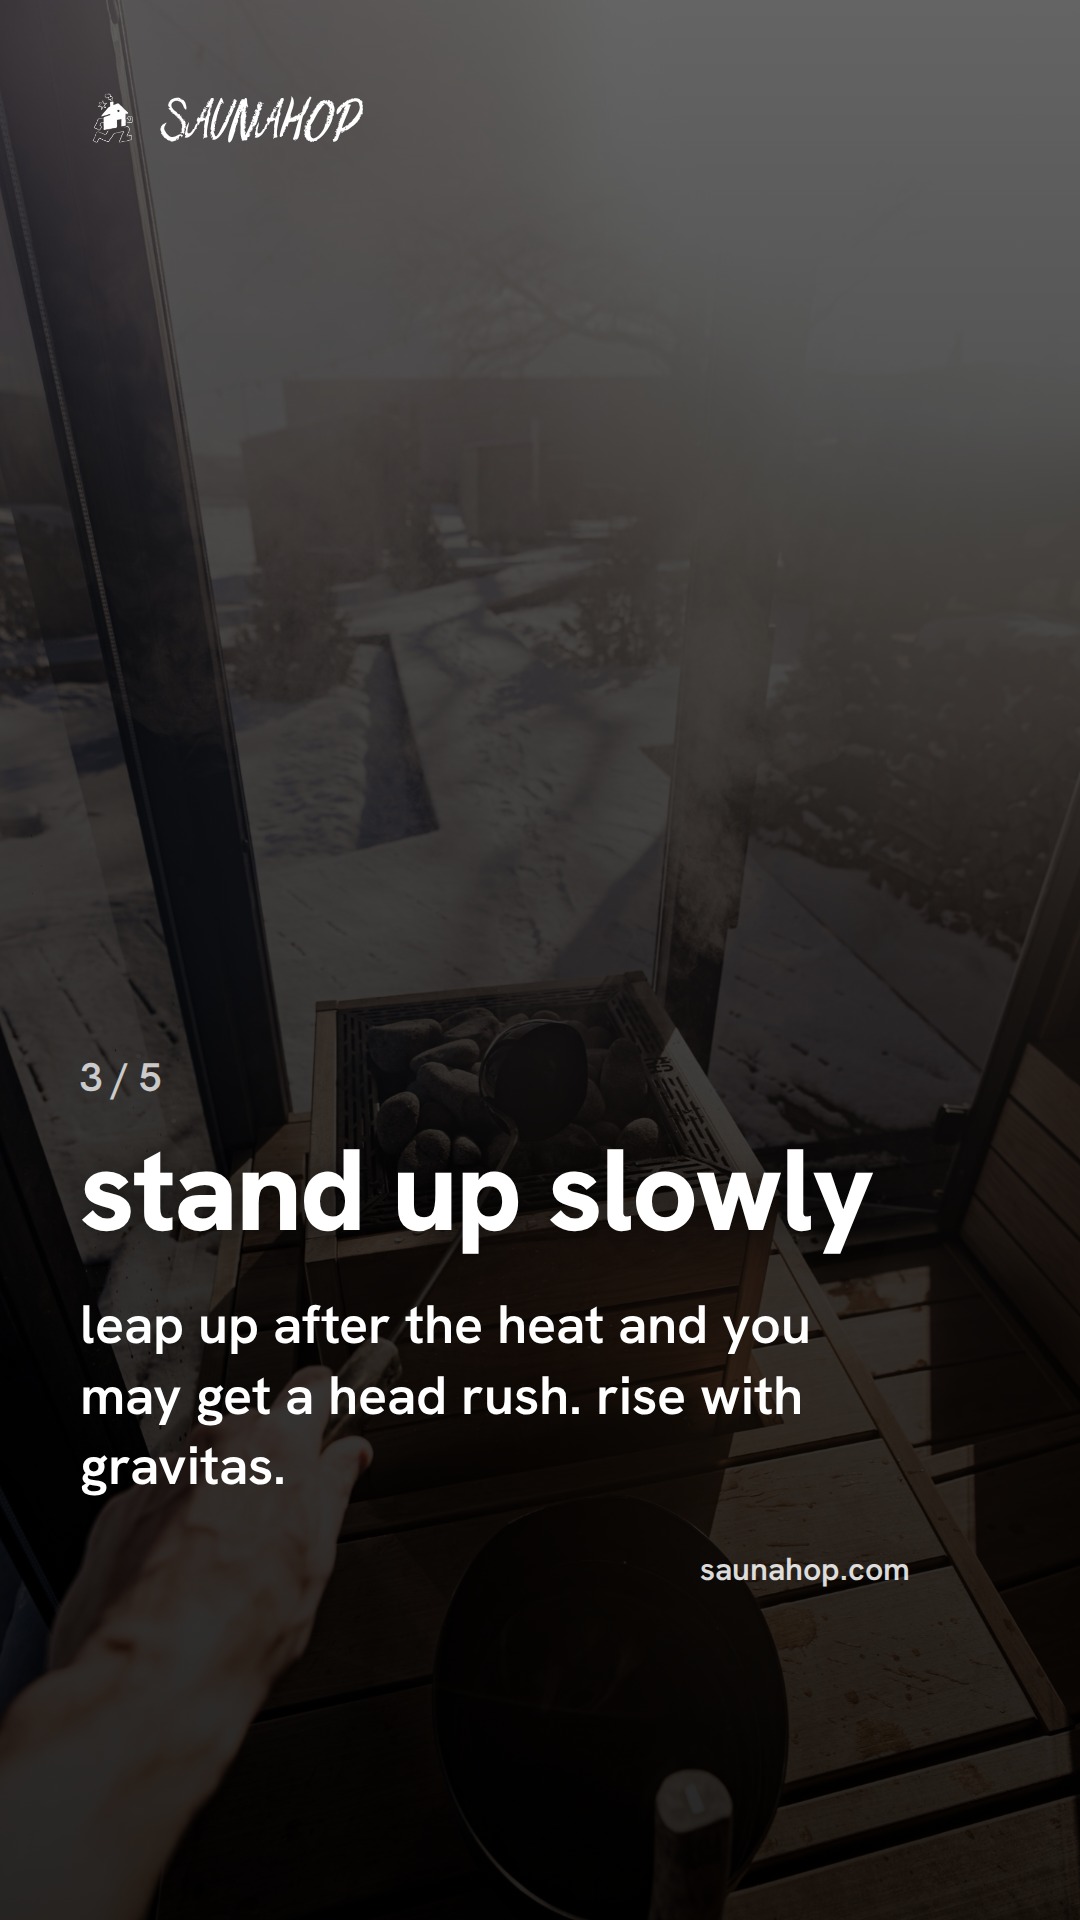 SAUNAHOP
3 / 5
stand up slowly
leap up after the heat and you
may get a head rush. rise with
gravitas.
saunahop.com